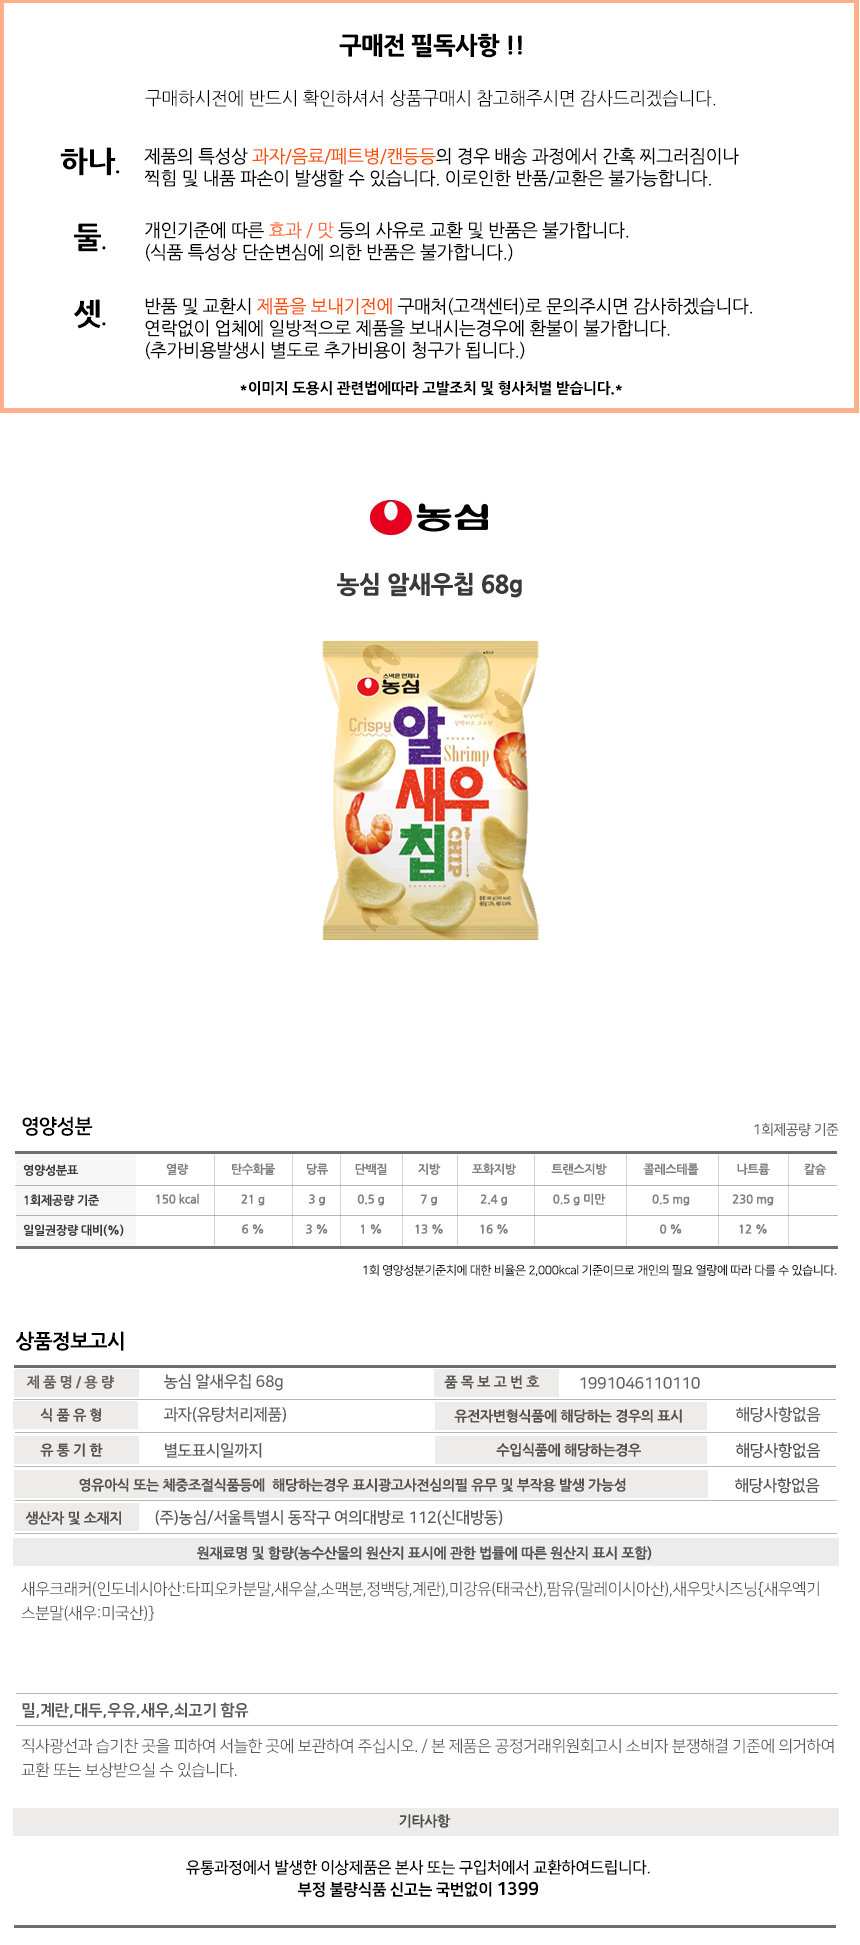 구매전 필독사항 !!
구매하시전에 반드시 확인하셔서 상품구매시 참고해주시면 감사드리겠습니다.
하나. 제품의 특성상 과자/음료/페트병/캔등등의 경우 배송 과정에서 간혹 찌그러짐이나
찍힘 및 내품 파손이 발생할 수 있습니다. 이로인한 반품/교환은 불가능합니다.
둘. 개인기준에 따른 효과 / 맛 등의 사유로 교환 및 반품은 불가합니다.
(식품 특성상 단순변심에 의한 반품은 불가합니다.)
셋. 반품 및 교환시 제품을 보내기전에 구매처(고객센터)로 문의주시면 감사하겠습니다.
연락없이 업체에 일방적으로 제품을 보내시는경우에 환불이 불가합니다.
(추가비용발생시 별도로 추가비용이 청구가 됩니다.)
*이미지 도용시 관련법에따라 고발조치 및 형사처벌 받습니다.*
농심
농심 알새우칩 68g
스낵은 언제나
농심
Crispy
알
Shrimp
새우
칩
CHIP!
영양성분
1회제공량 기준
영양성분표 열량 탄수화물 당류 단백질 지방 포화지방 트랜스지방 콜레스테롤 나트륨 칼슘
1회제공량 기준 150 kcal 21 g 3 g 0.5 g 7 g 2.4 g 0.5 g 미만 0.5 mg 230 mg
일일권장량 대비(%) 6 % 3 % 1 % 13 % 16 % 0 % 12 %
1회 영양성분기준치에 대한 비율은 2,000kcal 기준이므로 개인의 필요 열량에 따라 다를 수 있습니다.
상품정보고시
제 품 명 / 용 량 농심 알새우칩 68g 품 목 보 고 번 호 1991046110110
식 품 유 형 과자(유탕처리제품) 유전자변형식품에 해당하는 경우의 표시 해당사항없음
유 통 기 한 별도표시일까지 수입식품에 해당하는경우 해당사항없음
영유아식 또는 체중조절식품등에 해당하는경우 표시광고사전심의필 유무 및 부작용 발생 가능성 해당사항없음
생산자 및 소재지 (주)농심/서울특별시 동작구 여의대방로 112(신대방동)
원재료명 및 함량(농수산물의 원산지 표시에 관한 법률에 따른 원산지 표시 포함)
새우크래커(인도네시아산:타피오카분말,새우살,소맥분,정백당,계란),미강유(태국산),팜유(말레이시아산),새우맛시즈닝{새우엑기
스분말(새우:미국산)}
밀,계란,대두,우유,새우,쇠고기 함유
직사광선과 습기찬 곳을 피하여 서늘한 곳에 보관하여 주십시오. / 본 제품은 공정거래위원회고시 소비자 분쟁해결 기준에 의거하여
교환 또는 보상받으실 수 있습니다.
기타사항
유통과정에서 발생한 이상제품은 본사 또는 구입처에서 교환하여드립니다.
부정 불량식품 신고는 국번없이 1399